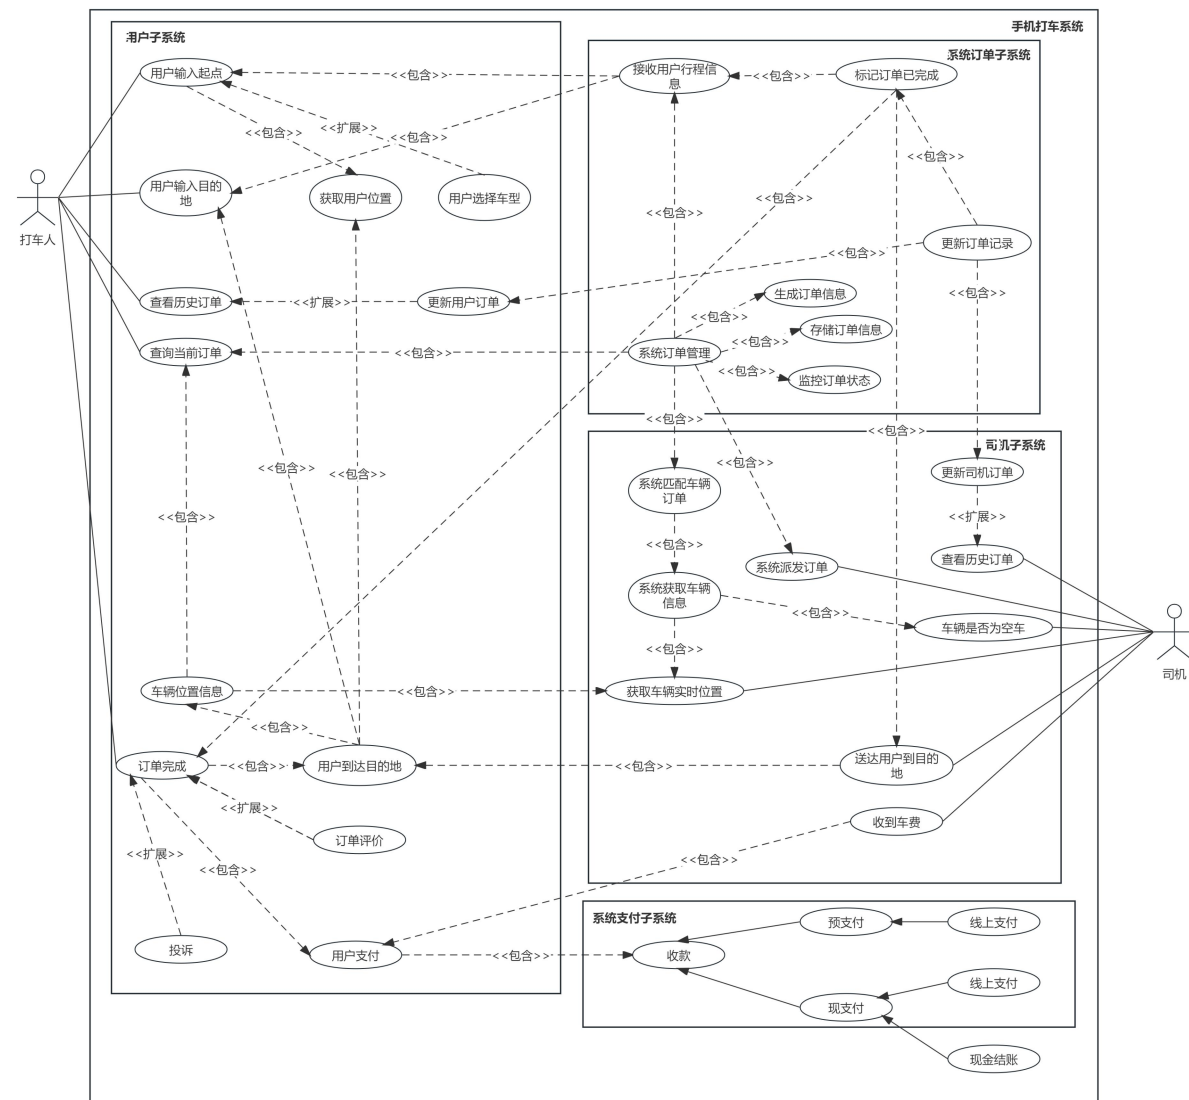 手机打车系统
用户子系统
系统订单子系统
用户输入起点
<<包含>>
接收用户行程信
息
<<包含>>
标记订单已完成
<<包含>>
<<扩展>>
<<包含>>
<<包含>>
用户输入目的
地
获取用户位置
用户选择车型
<<包含>>
<<包含>>
打车人
更新订单记录
<<包含>>
查看历史订单
<<扩展>>
更新用户订单
生成订单信息
<<包含>>
<<包含>>
存储订单信息
<<包含>>
查询当前订单
<<包含>>
系统订单管理
<<包含>>
监控订单状态
<<包含>>
<<包含>>
司机子系统
<<包含>>
<<包含>>
<<包含>>
更新司机订单
系统匹配车辆
订单
<<包含>>
<<扩展>>
<<包含>>
查看历史订单
系统派发订单
系统获取车辆
信息
<<包含>>
车辆是否为空车
<<包含>>
司机
车辆位置信息
<<包含>>
获取车辆实时位置
<<包含>>
订单完成
<<包含>>
用户到达目的地
<<包含>>
送达用户到目的
地
<<扩展>>
收到车费
订单评价
<<扩展>>
<<包含>>
<<包含>>
系统支付子系统
预支付
线上支付
投诉
用户支付
<<包含>>
收款
线上支付
现支付
现金结账